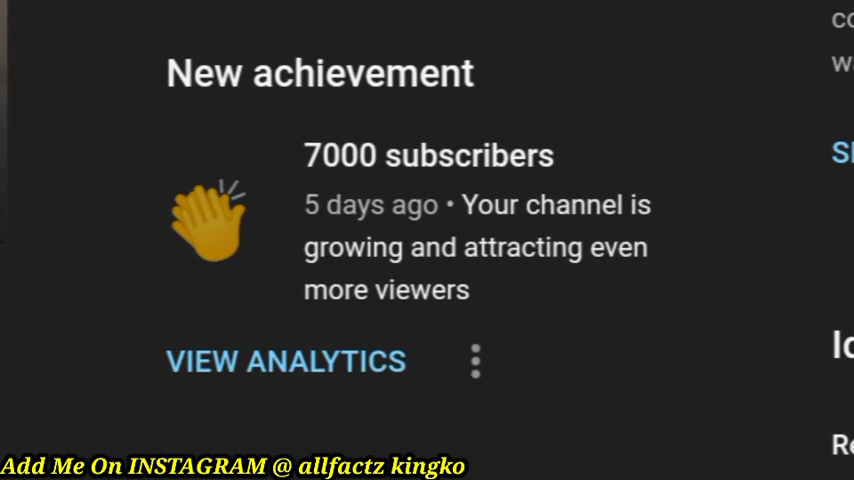 New achievement
7000 subscribers
5 days ago • Your channel is
growing and attracting even
more viewers
VIEW ANALYTICS
Add Me On INSTAGRAM @ allfactz kingko